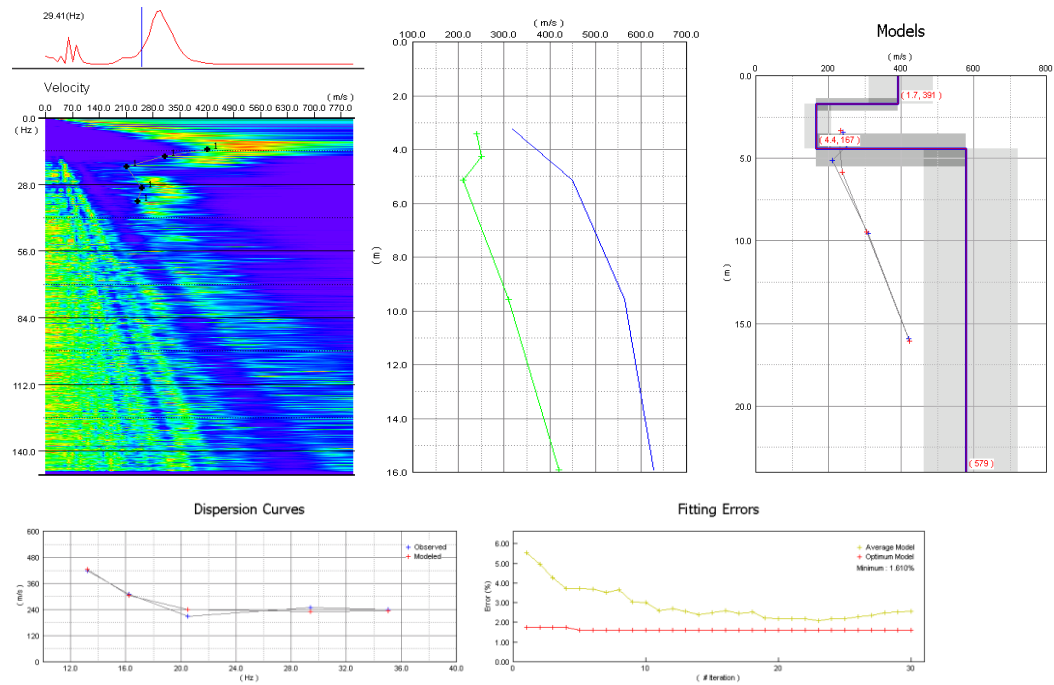 29.41(Hz)
Velocity
( m/s )
0.0 70.0 140.0 210.0 280.0 350.0 420.0 490.0 560.0 630.0 700.0 770.0
0.0
( Hz )
28.0
56.0
84.0
112.0
140.0
1
1
1
1
1
( m/s )
100.0 200.0 300.0 400.0 500.0 600.0 700.0
0.0
2.0
4.0
6.0
( m )
8.0
10.0
12.0
14.0
16.0
Models
( m/s )
0 200 400 600 800
0.0
( 1.7, 391 )
( 4.4, 167 )
5.0
10.0
( m )
15.0
20.0
( 579 )
Dispersion Curves
600
480
360
(m/s)
240
120
0
Observed
Modeled
12.0 16.0 20.0 24.0 28.0 32.0 36.0 40.0
( Hz )
Fitting Errors
6.00
5.00
4.00
Error (%)
3.00
2.00
1.00
0.00
Average Model
Optimum Model
Minimum : 1.610%
0 10 20 30
( # Iteration )